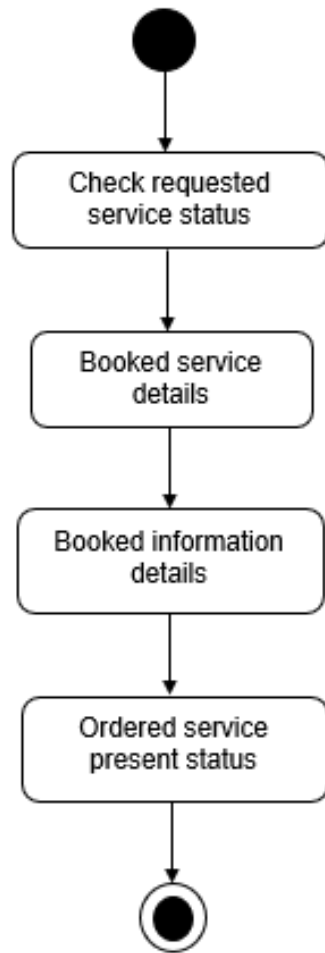 Check requested
service status
Booked service
details
Booked information
details
Ordered service
present status